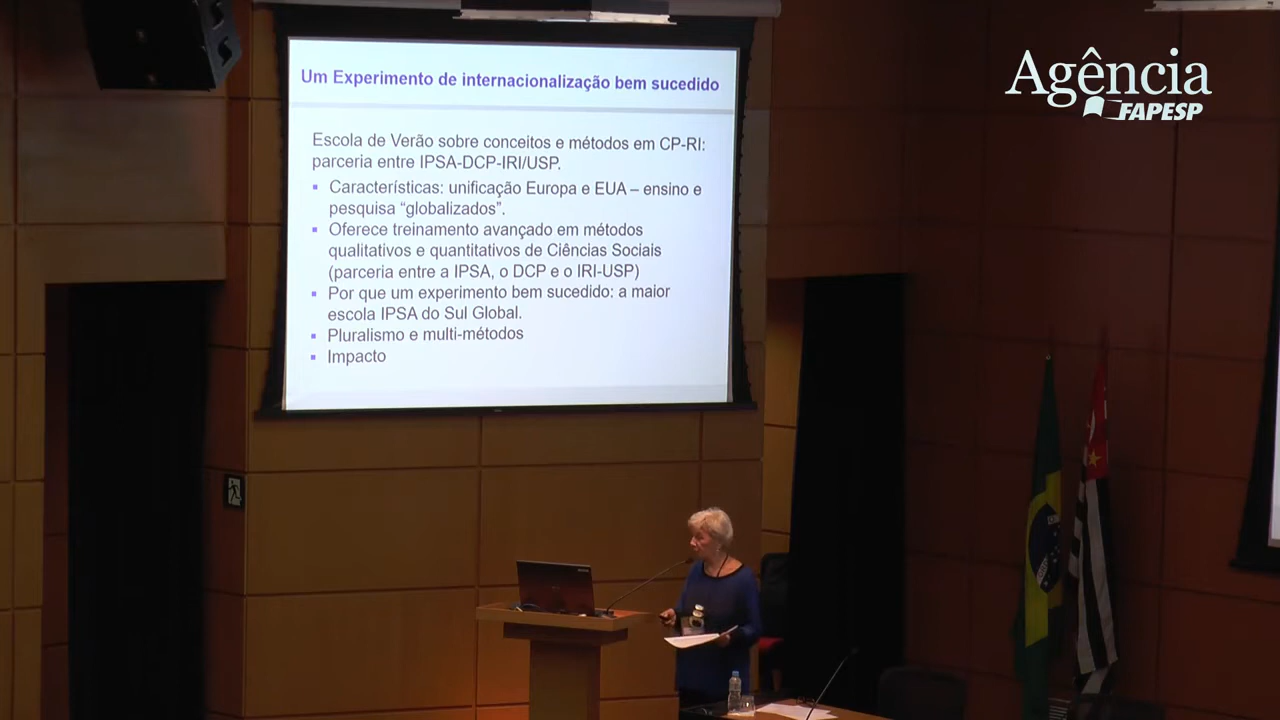 Um Experimento de internacionalização bem sucedido
Escola de Verão sobre conceitos e métodos em CP-RI:
parceria entre IPSA-DCP-IRI/USP.
▪ Características: unificação Europa e EUA – ensino e
pesquisa “globalizados”.
▪ Oferece treinamento avançado em métodos
qualitativos e quantitativos de Ciências Sociais
(parceria entre a IPSA, o DCP e o IRI-USP)
▪ Por que um experimento bem sucedido: a maior
escola IPSA do Sul Global.
▪ Pluralismo e multi-métodos
▪ Impacto
Agência
FAPESP